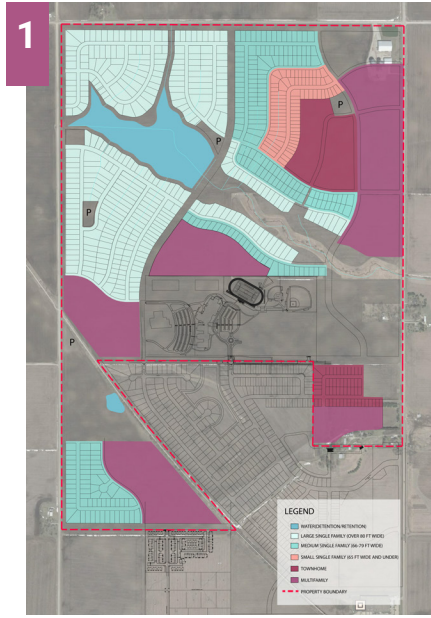 1
P
P
P
P
LEGEND
WATER(DETENTION/RETENTION)
LARGE SINGLE FAMILY (OVER 80 FT WIDE)
MEDIUM SINGLE FAMILY (66-79 FT WIDE)
SMALL SINGLE FAMILY (65 FT WIDE AND UNDER)
TOWNHOME
MULTIFAMILY
PROPERTY BOUNDARY